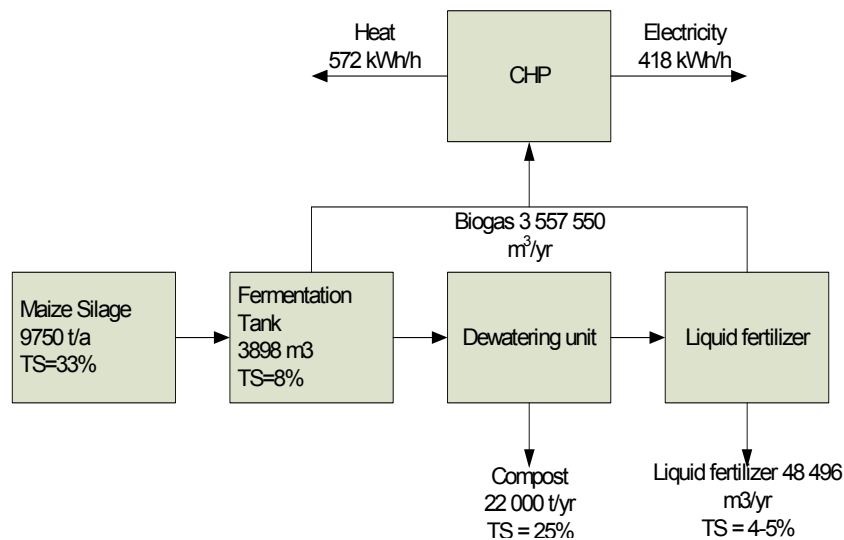 Heat
572 kWh/h
CHP
Electricity
418 kWh/h
Biogas 3 557 550
m³/yr
Maize Silage
9750 t/a
TS=33%
Fermentation
Tank
3898 m3
TS=8%
Dewatering unit
Liquid fertilizer
Compost
22 000 t/yr
TS = 25%
Liquid fertilizer 48 496
m3/yr
TS = 4-5%